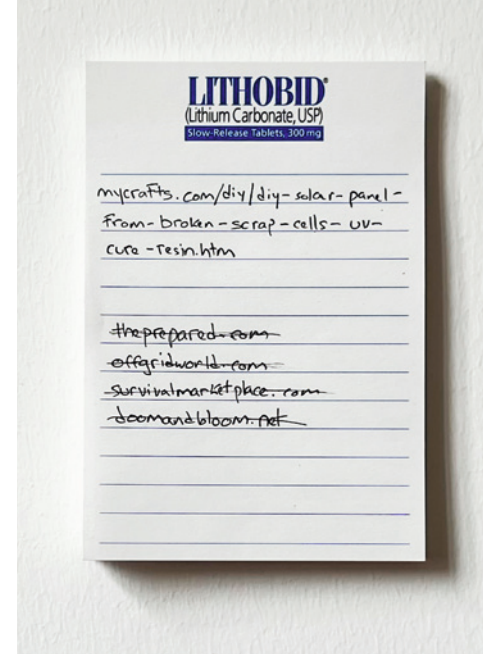 LITHOBID®
(Lithium Carbonate, USP)
Slow-Release Tablets, 300 mg
mycrafts.com/diy/diy-solar-panel-
from-broken-scrap-cells-uv-
cure-resin.htm
theprepared.com
offgridworld.com
survivalmarketplace.com
doomandbloom.net